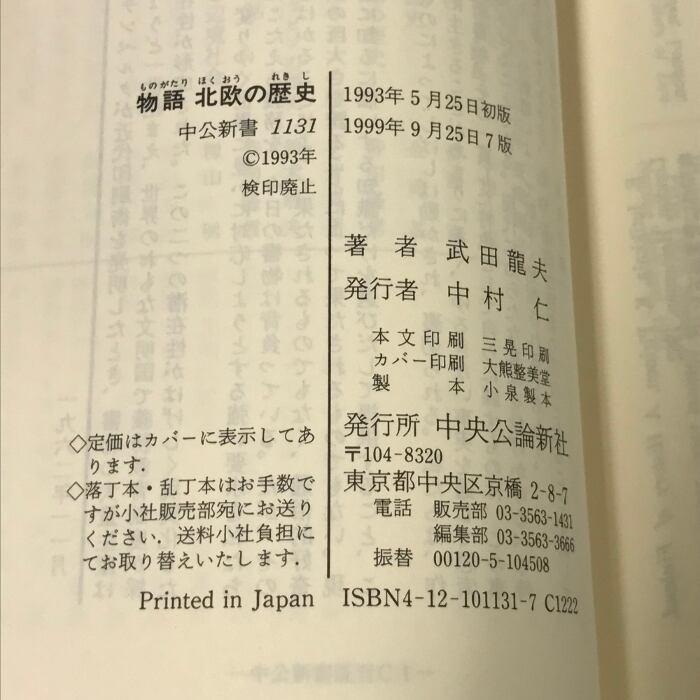 ものがたり ほくおう れきし
物語 北欧の歴史
中公新書 1131
©1993年
検印廃止
◇定価はカバーに表示してあ
ります.
◇落丁本・乱丁本はお手数で
すが小社販売部宛にお送り
ください. 送料小社負担に
てお取り替えいたします.
Printed in Japan
1993年5月25日初版
1999年9月25日7版
著者 武田龍夫
発行者 中村 仁
本文印刷 三晃印刷
カバー印刷 大熊整美堂
製本 小泉製本
発行所 中央公論新社
〒104-8320
東京都中央区京橋 2-8-7
電話 販売部 03-3563-1431
編集部 03-3563-3666
振替 00120-5-104508
ISBN4-12-101131-7 C1222